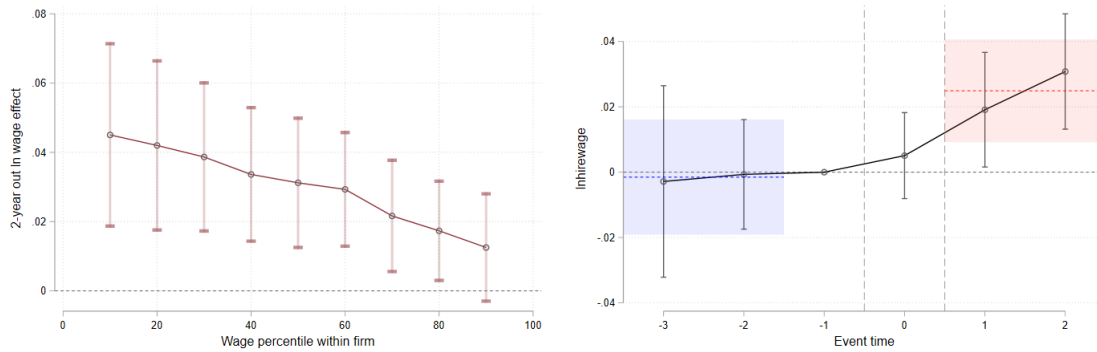 .08
.06
.04
.02
0
2-year out ln wage effect
0 20 40 60 80 100
Wage percentile within firm
.04
.02
0
-.02
-.04
lnhirewage
-3 -2 -1 0 1 2
Event time